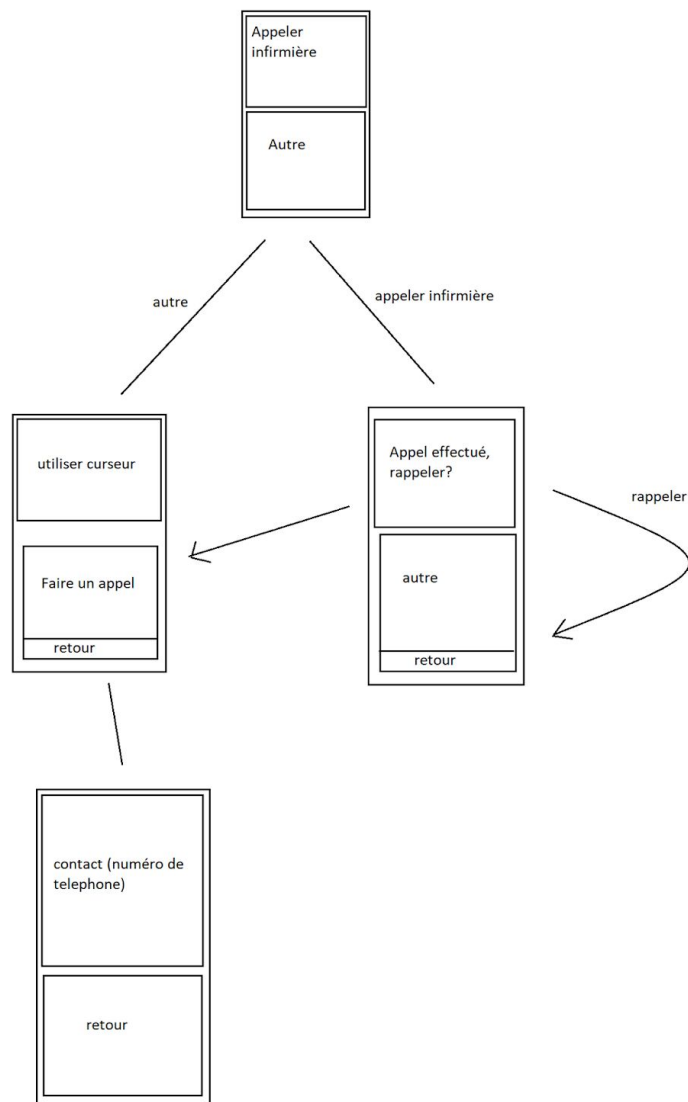 Appeler
infirmière
Autre
autre
appeler infirmière
utiliser curseur
Faire un appel
retour
Appel effectué,
rappeler?
autre
retour
rappeler
contact (numéro de
telephone)
retour